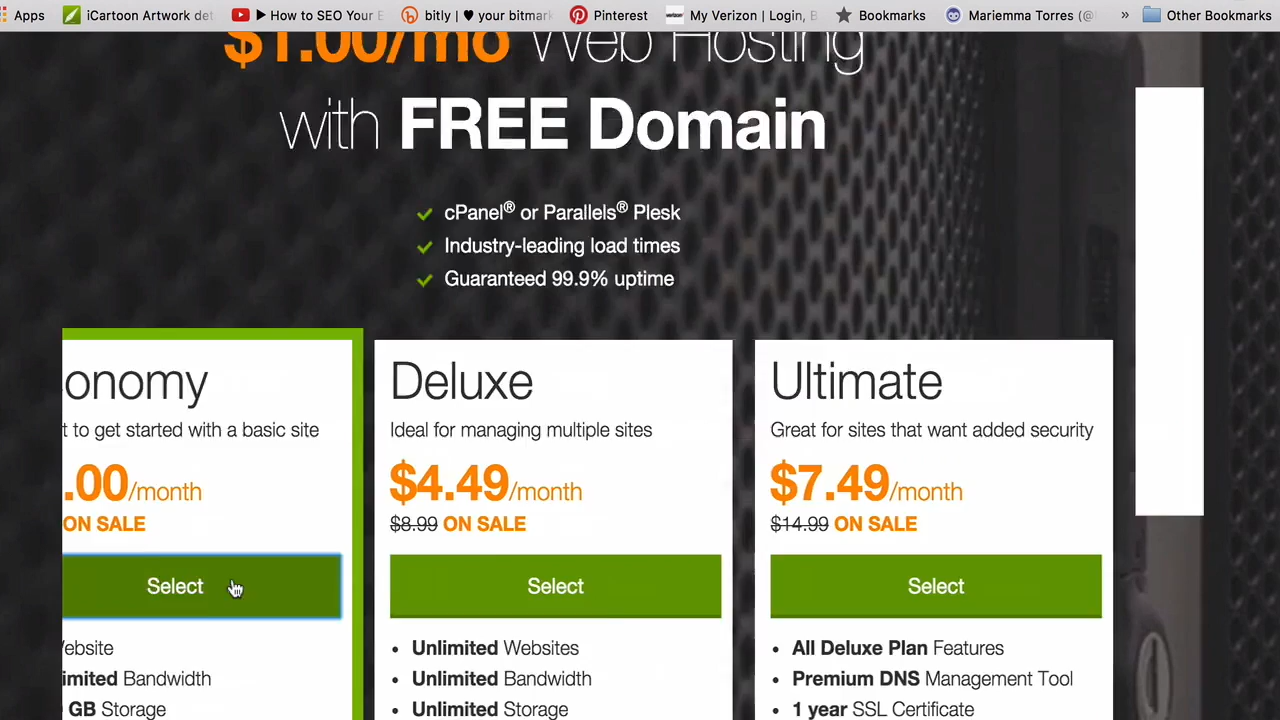 Apps iCartoon Artwork det ▶ How to SEO Your E bitly | ♥ your bitmark Pinterest My Verizon | Login, B Bookmarks Mariemma Torres (@ » Other Bookmarks
$1.00/mo Web Hosting
with FREE Domain
cPanel® or Parallels® Plesk
Industry-leading load times
Guaranteed 99.9% uptime
onomy
t to get started with a basic site
.00/month
ON SALE
Select
ebsite
imited Bandwidth
GB Storage
Deluxe
Ideal for managing multiple sites
$4.49/month
$8.99 ON SALE
Select
• Unlimited Websites
• Unlimited Bandwidth
• Unlimited Storage
Ultimate
Great for sites that want added security
$7.49/month
$14.99 ON SALE
Select
• All Deluxe Plan Features
• Premium DNS Management Tool
• 1 year SSL Certificate